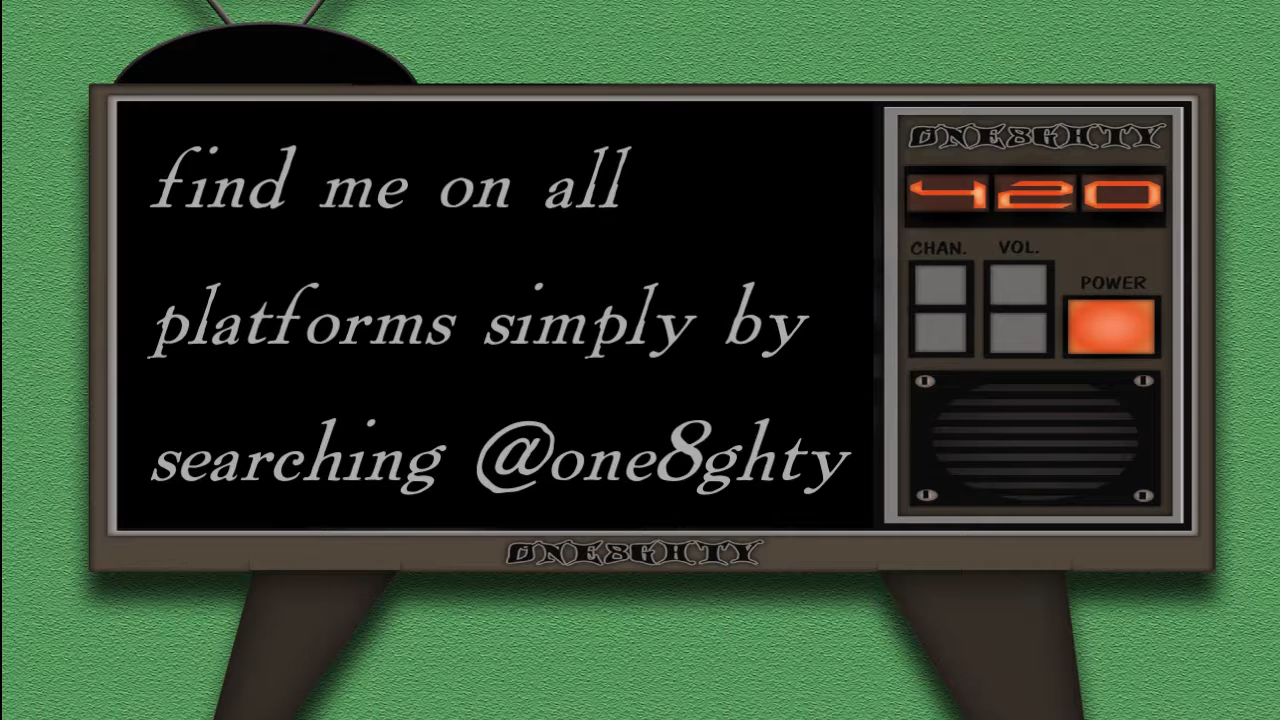 find me on all
platforms simply by
searching @one8ghty
ONE8GHTY
420
CHAN. VOL.
POWER
ONE8GHTY